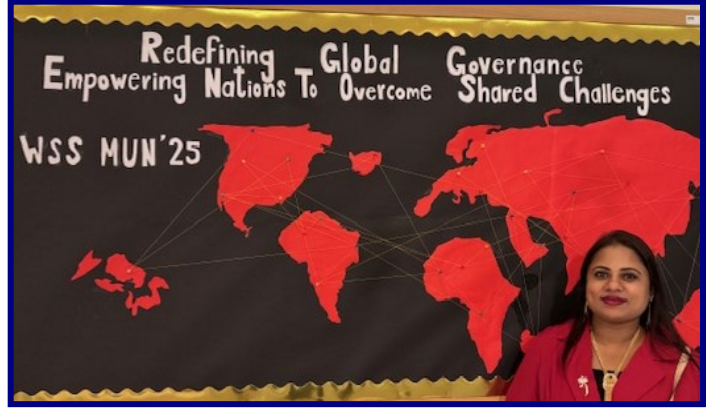 Redefining Global Governance
Empowering Nations To Overcome Shared Challenges
WSS MUN'25